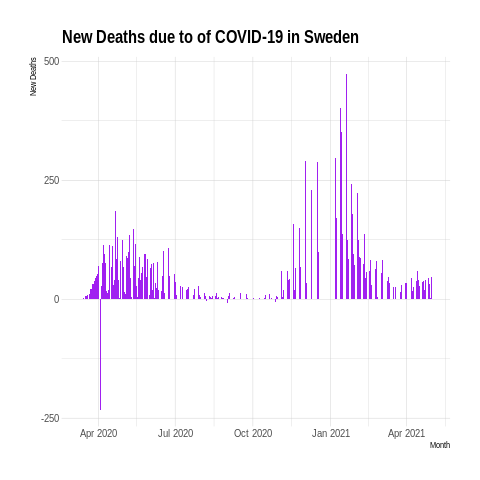 New Deaths due to of COVID-19 in Sweden
New Deaths
500
250
0
-250
Apr 2020 Jul 2020 Oct 2020 Jan 2021 Apr 2021
Month